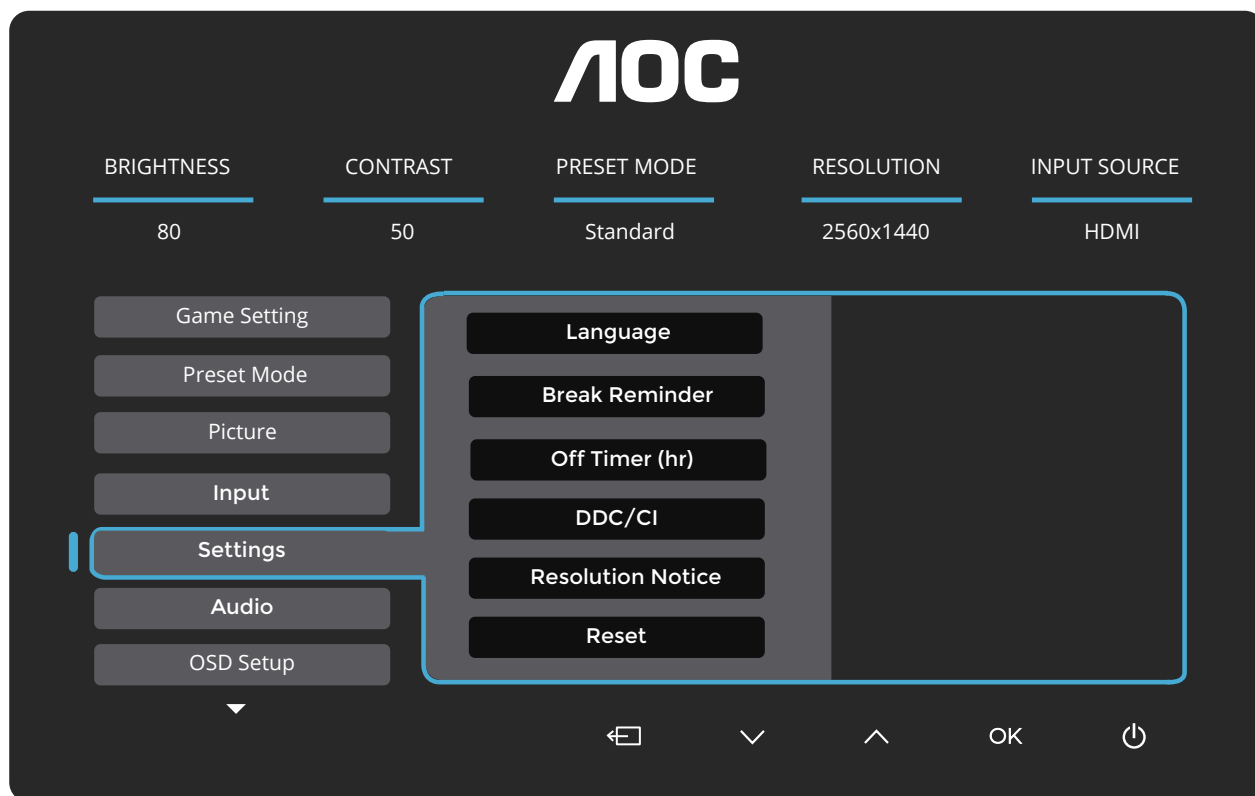 AOC
BRIGHTNESS CONTRAST PRESET MODE RESOLUTION INPUT SOURCE
80 50 Standard 2560x1440 HDMI
Game Setting
Preset Mode
Picture
Input
Settings
Audio
OSD Setup
Language
Break Reminder
Off Timer (hr)
DDC/CI
Resolution Notice
Reset
OK